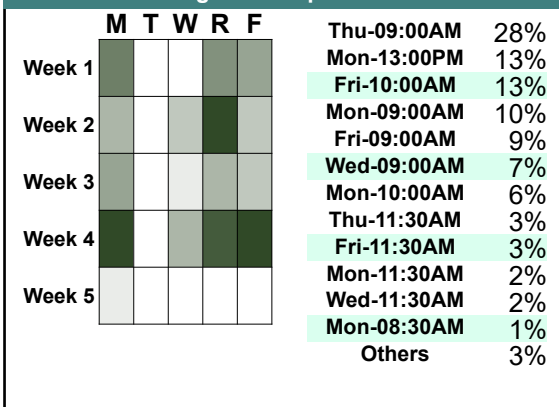 M T W R F
Week 1
Week 2
Week 3
Week 4
Week 5
Thu-09:00AM 28%
Mon-13:00PM 13%
Fri-10:00AM 13%
Mon-09:00AM 10%
Fri-09:00AM 9%
Wed-09:00AM 7%
Mon-10:00AM 6%
Thu-11:30AM 3%
Fri-11:30AM 3%
Mon-11:30AM 2%
Wed-11:30AM 2%
Mon-08:30AM 1%
Others 3%